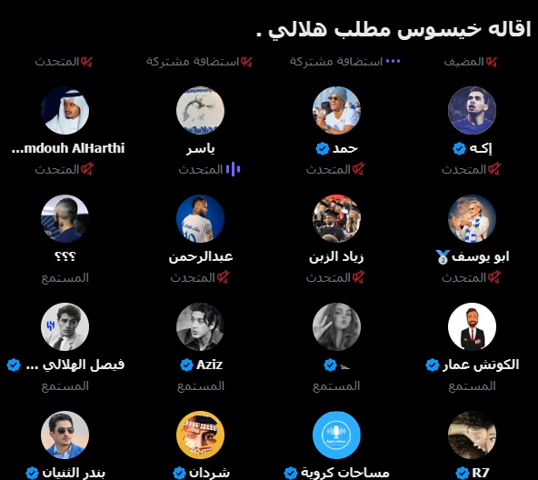 اقاله خيسوس مطلب هلالي .
المضيف استضافة مشتركة استضافة مشتركة المتحدث
إكـه حمد ياسر mdouh AlHarthi...
المتحدث المتحدث المتحدث المتحدث
ابو يوسف🥈 زياد الزبن عبدالرحمن ؟؟؟
المتحدث المتحدث المتحدث المستمع
الكوتش عمار Aziz فيصل الهلالي ...
المستمع المستمع المستمع المستمع
R7 مساحات كروية شردان بندر الثنيان